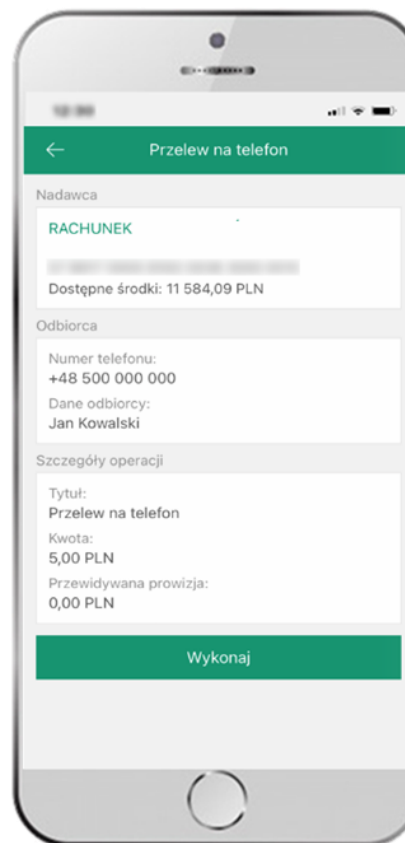 Przelew na telefon
Nadawca
RACHUNEK
Dostępne środki: 11 584,09 PLN
Odbiorca
Numer telefonu:
+48 500 000 000
Dane odbiorcy:
Jan Kowalski
Szczegóły operacji
Tytuł:
Przelew na telefon
Kwota:
5,00 PLN
Przewidywana prowizja:
0,00 PLN
Wykonaj